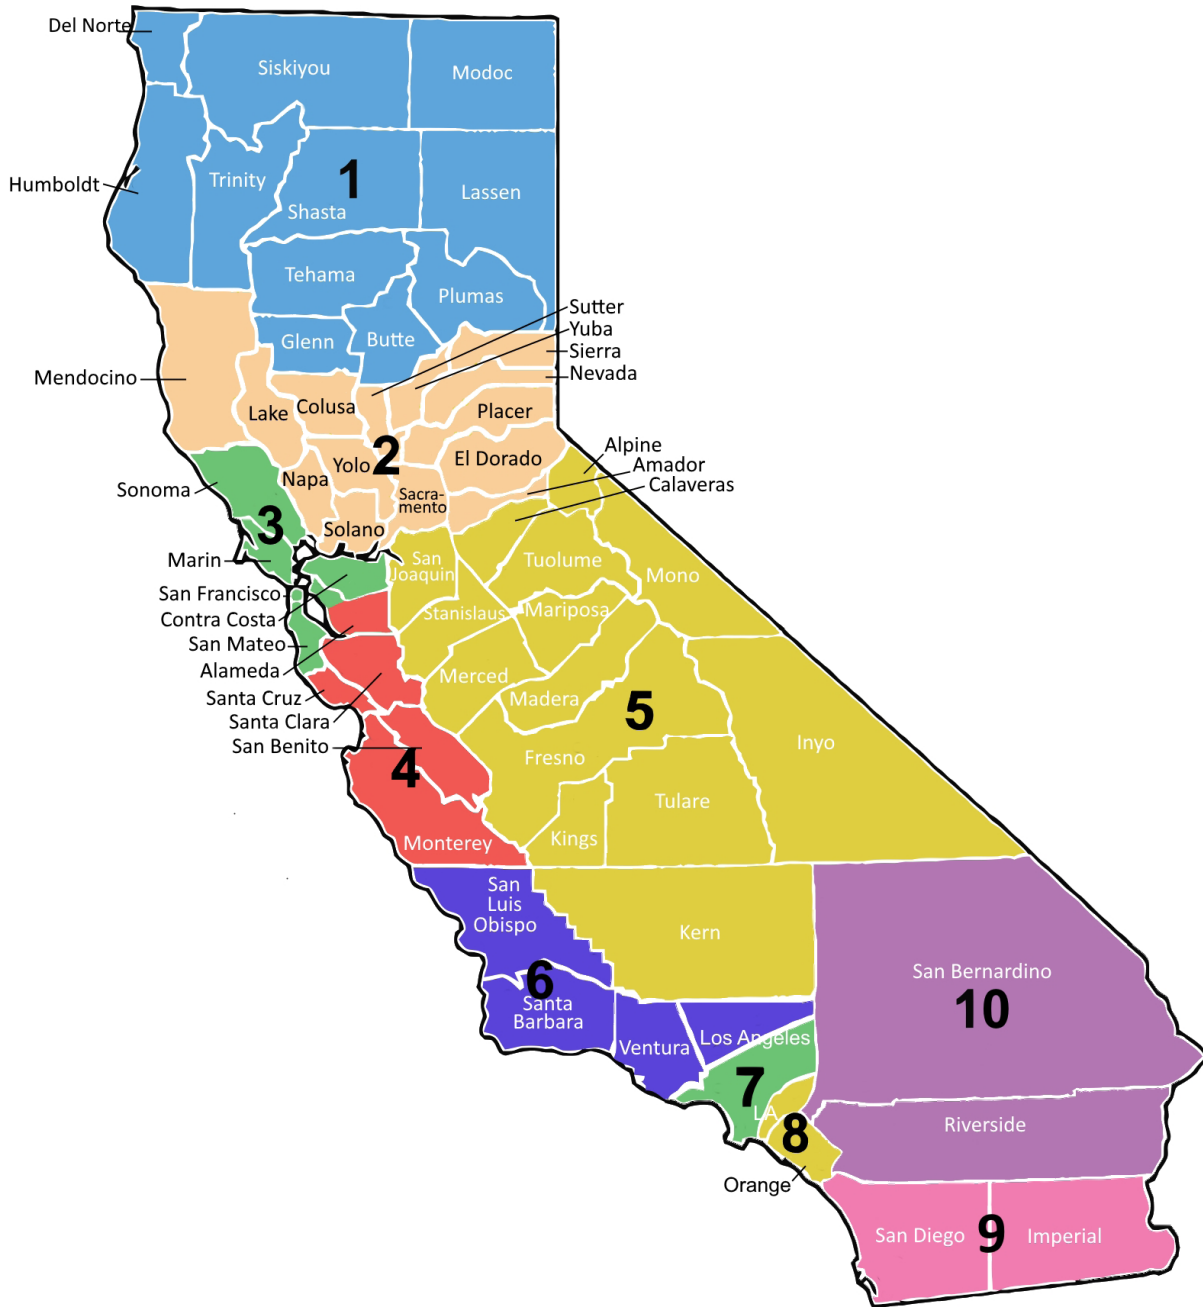 Del Norte
Siskiyou
Modoc
Humboldt
Trinity
1
Shasta
Lassen
Tehama
Plumas
Glenn
Butte
Sutter
Yuba
Sierra
Nevada
Mendocino
Lake
Colusa
Placer
2
Yolo
El Dorado
Napa
Sacra-
mento
Alpine
Amador
Calaveras
Sonoma
3
Solano
Marin
San
Joaquin
Tuolume
Mono
San Francisco
Contra Costa
Stanislaus
Mariposa
San Mateo
Alameda
Merced
Santa Cruz
Madera
5
Santa Clara
San Benito
4
Fresno
Inyo
Tulare
Monterey
Kings
San
Luis
Obispo
Kern
6
Santa
Barbara
San Bernardino
10
Ventura
Los Angeles
7
LA
8
Riverside
Orange
San Diego
9
Imperial